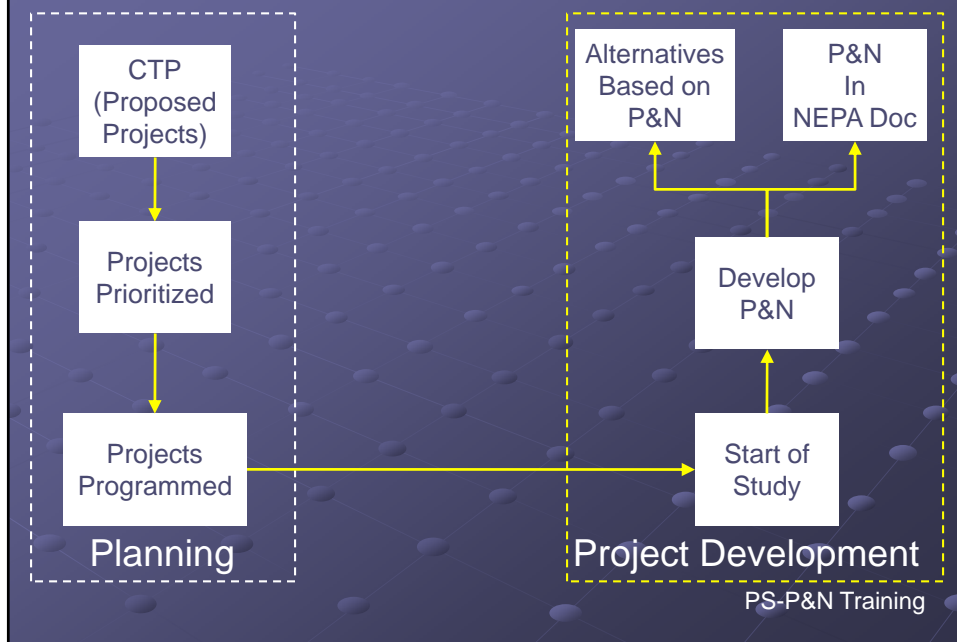 CTP
(Proposed
Projects)
Projects
Prioritized
Projects
Programmed
Planning
Alternatives
Based on
P&N
P&N
In
NEPA Doc
Develop
P&N
Start of
Study
Project Development
PS-P&N Training